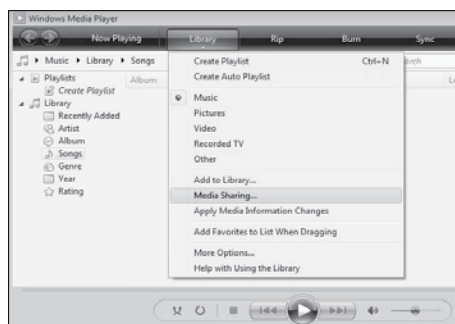 Windows Media Player
Now Playing
Library
Rip
Burn
Sync
Music Library Songs
Playlists
Create Playlist
Library
Recently Added
Artist
Album
Songs
Genre
Year
Rating
Album
Create Playlist Ctrl+N
Create Auto Playlist
Music
Pictures
Video
Recorded TV
Other
Add to Library...
Media Sharing...
Apply Media Information Changes
Add Favorites to List When Dragging
More Options...
Help with Using the Library